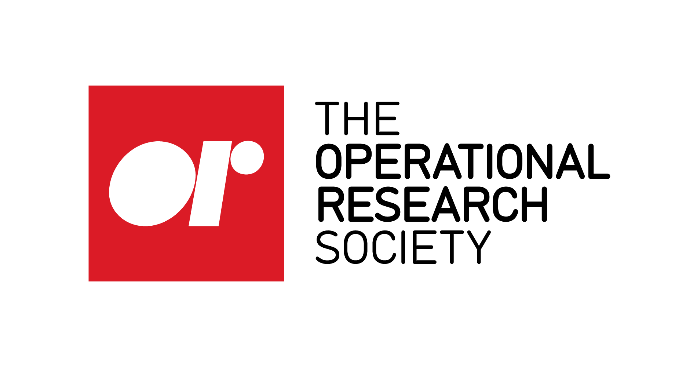 or
THE
OPERATIONAL
RESEARCH
SOCIETY